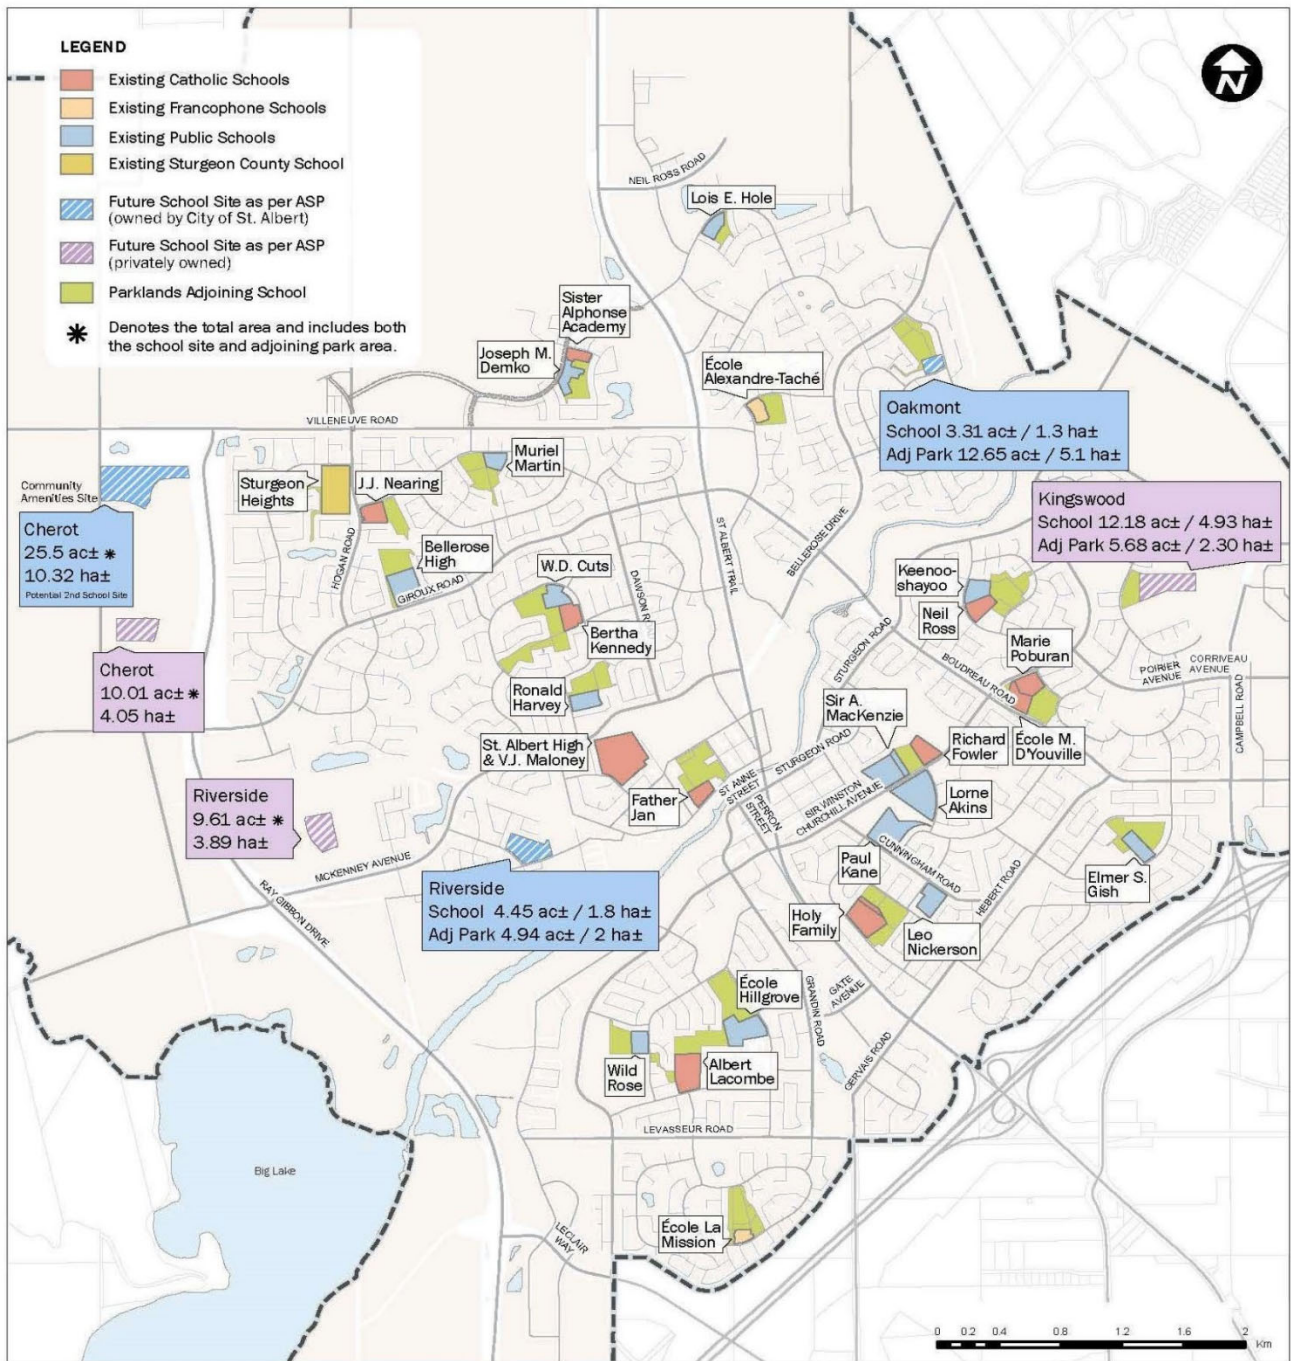 LEGEND
Existing Catholic Schools
Existing Francophone Schools
Existing Public Schools
Existing Sturgeon County School
Future School Site as per ASP
(owned by City of St. Albert)
Future School Site as per ASP
(privately owned)
Parklands Adjoining School
* Denotes the total area and includes both
the school site and adjoining park area.
N
NEIL ROSS ROAD
Lois E. Hole
Sister
Alphonse
Academy
Joseph M.
Demko
École
Alexandre-Taché
VILLENEUVE ROAD
Oakmont
School 3.31 ac± / 1.3 ha±
Adj Park 12.65 ac± / 5.1 ha±
Muriel
Martin
Sturgeon
Heights
J.J. Nearing
Community
Amenities Site
Cherot
25.5 ac± *
10.32 ha±
Potential 2nd School Site
Kingswood
School 12.18 ac± / 4.93 ha±
Adj Park 5.68 ac± / 2.30 ha±
HOGAN ROAD
Bellerose
High
GIROUX ROAD
W.D. Cuts
DAWSON R
ST ALBERT TRAIL
BELLEROSE DRIVE
Keenoo-
shayoo
Neil
Ross
Bertha
Kennedy
STURGEON ROAD
BOUDREAU ROAD
Marie
Poburan
POIRIER
AVENUE
CORRIVEAU
AVENUE
CAMPBELL ROAD
Cherot
10.01 ac± *
4.05 ha±
Ronald
Harvey
Sir A.
MacKenzie
St. Albert High
& V.J. Maloney
STURGEON ROAD
Richard
Fowler
École M.
D'Youville
Father
Jan
ST ANNE
STREET
PERRON
STREET
SIR WINSTON
CHURCHILL AVENUE
Lorne
Akins
Riverside
9.61 ac± *
3.89 ha±
MCKENNEY AVENUE
Paul
Kane
CUNNINGHAM ROAD
HEBERT ROAD
Elmer S.
Gish
RAY GIBBON DRIVE
Riverside
School 4.45 ac± / 1.8 ha±
Adj Park 4.94 ac± / 2 ha±
Holy
Family
Leo
Nickerson
École
Hillgrove
GRANDIN ROAD
GATE
AVENUE
Wild
Rose
Albert
Lacombe
GERVAIS ROAD
LEVASSEUR ROAD
Big Lake
École La
Mission
LECLAIR
WAY
0 0.2 0.4 0.8 1.2 1.6 2
Km